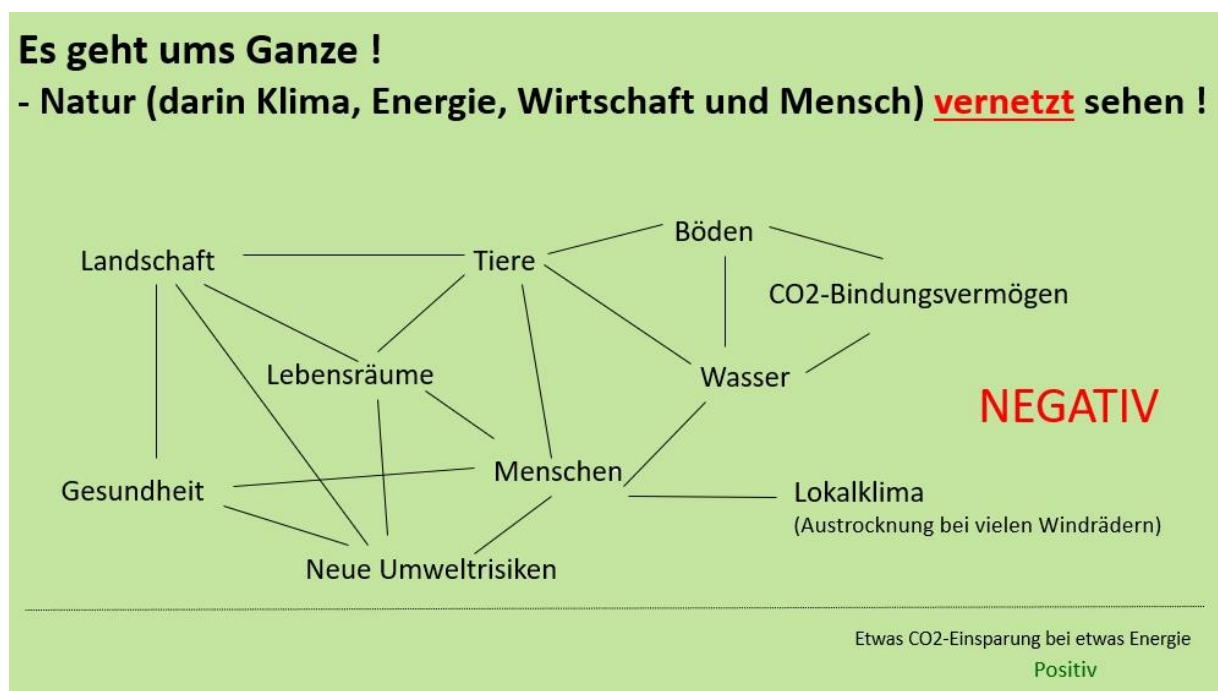 Es geht ums Ganze !
- Natur (darin Klima, Energie, Wirtschaft und Mensch) vernetzt sehen !
Böden
Landschaft
Tiere
CO2-Bindungsvermögen
Lebensräume
Wasser
NEGATIV
Menschen
Gesundheit
Lokalklima
(Austrocknung bei vielen Windrädern)
Neue Umweltrisiken
Etwas CO2-Einsparung bei etwas Energie
Positiv